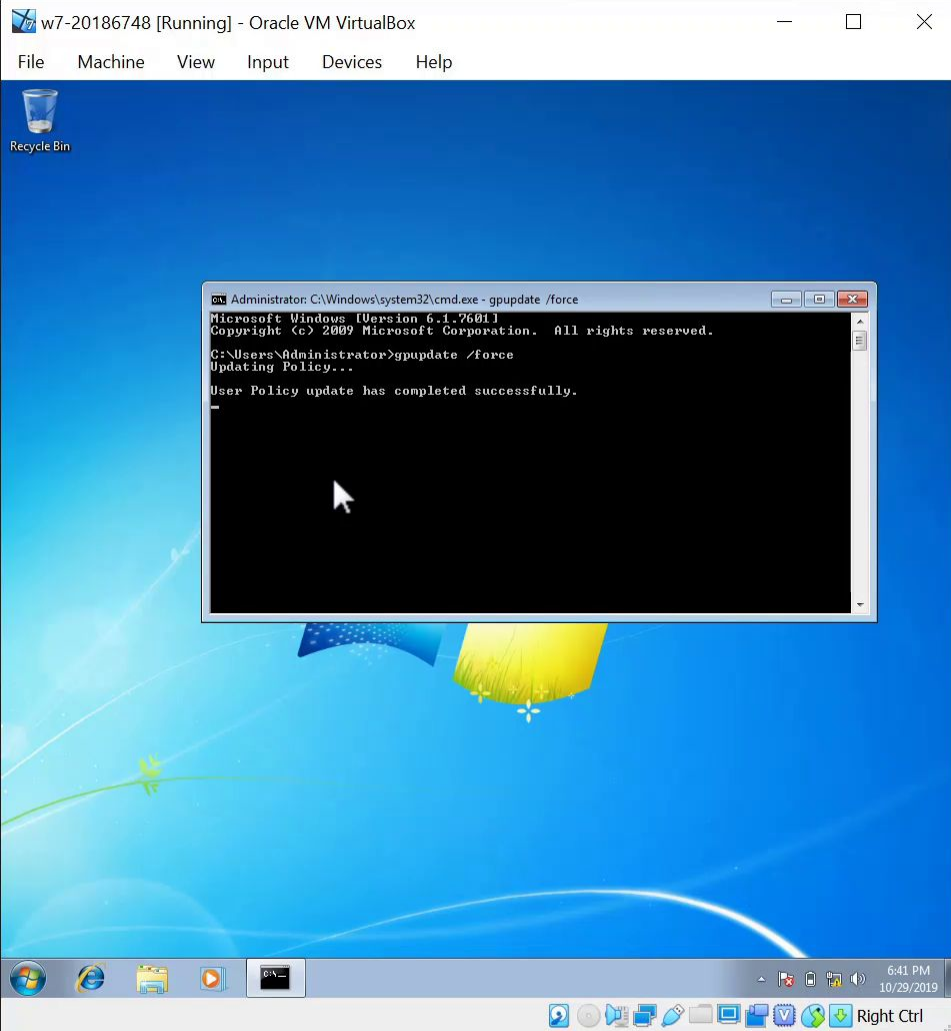 w7-20186748 [Running] - Oracle VM VirtualBox
File Machine View Input Devices Help
Recycle Bin
Administrator: C:\Windows\system32\cmd.exe - gpupdate /force
Microsoft Windows [Version 6.1.7601]
Copyright (c) 2009 Microsoft Corporation. All rights reserved.
C:\Users\Administrator>gpupdate /force
Updating Policy...
User Policy update has completed successfully.
6:41 PM
10/29/2019
Right Ctrl